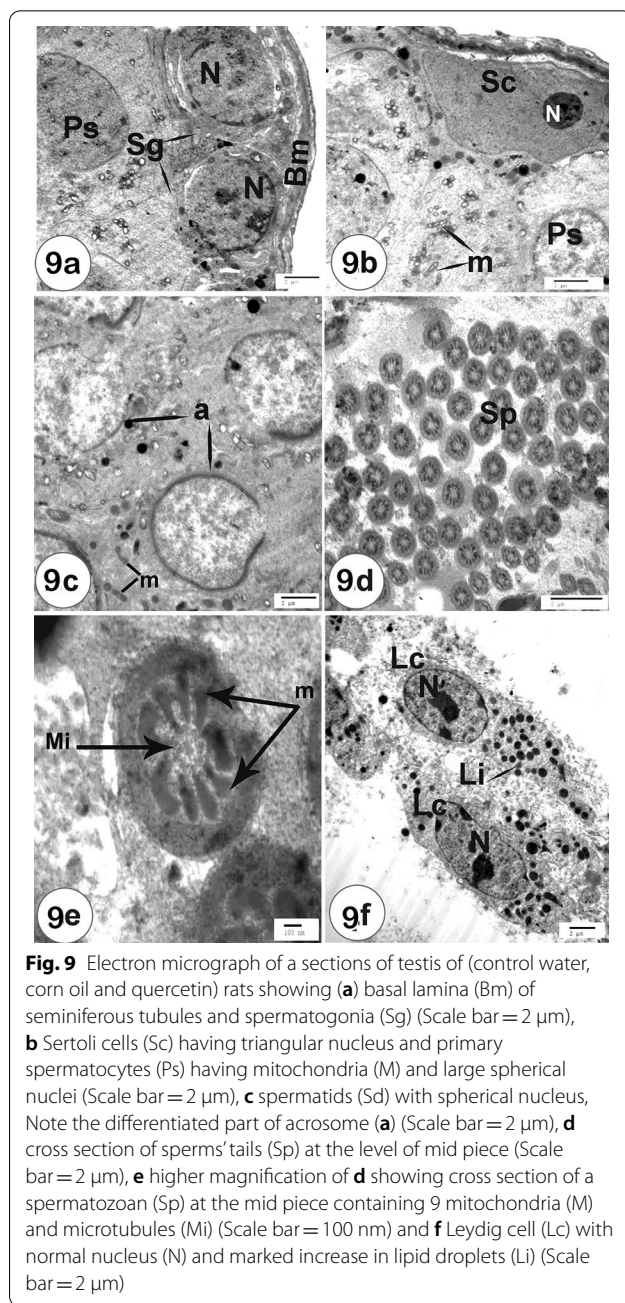 N
Ps
Sg
N
Bm
9a
2 µm
Sc
N
m
Ps
9b
a
m
9c
2 µm
Sp
9d
Mi
m
9e
100 nm
Lc
N
Li
Lc
N
9f
2 µm
Fig. 9 Electron micrograph of a sections of testis of (control water,
corn oil and quercetin) rats showing (a) basal lamina (Bm) of
seminiferous tubules and spermatogonia (Sg) (Scale bar = 2 μm),
b Sertoli cells (Sc) having triangular nucleus and primary
spermatocytes (Ps) having mitochondria (M) and large spherical
nuclei (Scale bar = 2 μm), c spermatids (Sd) with spherical nucleus,
Note the differentiated part of acrosome (a) (Scale bar = 2 μm), d
cross section of sperms' tails (Sp) at the level of mid piece (Scale
bar = 2 μm), e higher magnification of d showing cross section of a
spermatozoan (Sp) at the mid piece containing 9 mitochondria (M)
and microtubules (Mi) (Scale bar = 100 nm) and f Leydig cell (Lc) with
normal nucleus (N) and marked increase in lipid droplets (Li) (Scale
bar = 2 μm)